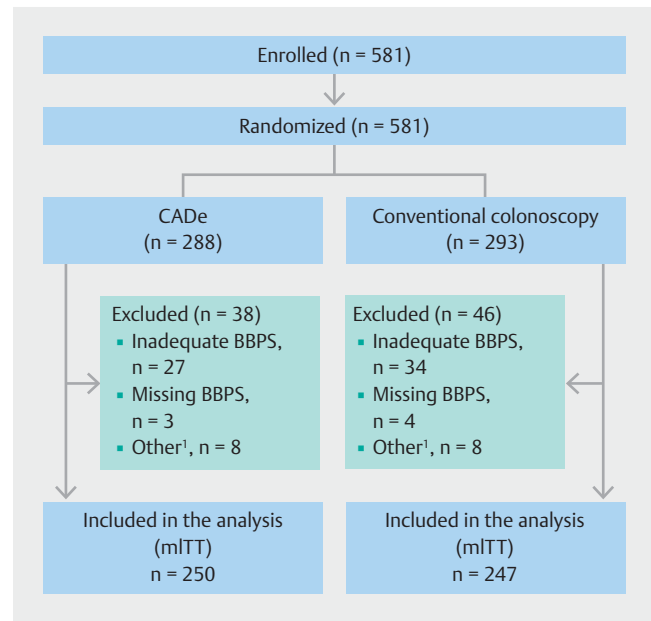 Enrolled (n = 581)
Randomized (n = 581)
CADe
(n = 288)
Conventional colonoscopy
(n = 293)
Excluded (n = 38)
▪ Inadequate BBPS,
n = 27
▪ Missing BBPS,
n = 3
▪ Other¹, n = 8
Excluded (n = 46)
▪ Inadequate BBPS,
n = 34
▪ Missing BBPS,
n = 4
▪ Other¹, n = 8
Included in the analysis
(mITT)
n = 250
Included in the analysis
(mITT)
n = 247